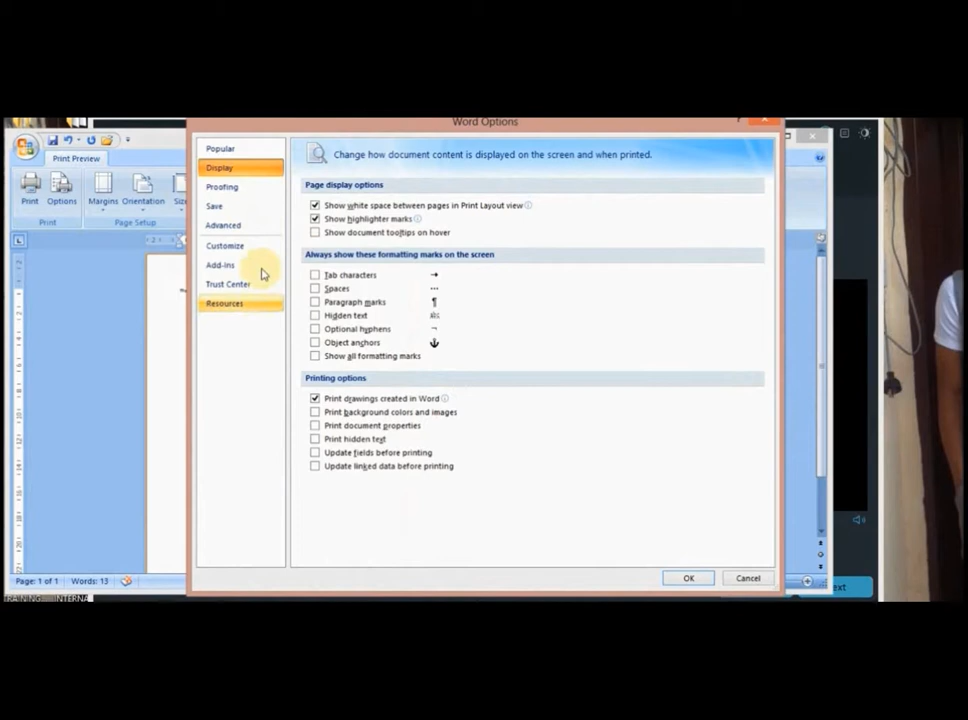 Word Options
Print Preview
Print
Options
Margins
Orientation
Print
Page Setup
Popular
Display
Proofing
Save
Advanced
Customize
Add-Ins
Trust Center
Resources
Change how document content is displayed on the screen and when printed.
Page display options
Show white space between pages in Print Layout view
Show highlighter marks
Show document tooltips on hover
Always show these formatting marks on the screen
Tab characters
Spaces
Paragraph marks
Hidden text
abc
Optional hyphens
Object anchors
Show all formatting marks
Printing options
Print drawings created in Word
Print background colors and images
Print document properties
Print hidden text
Update fields before printing
Update linked data before printing
OK
Cancel
Page: 1 of 1
Words: 13
ext